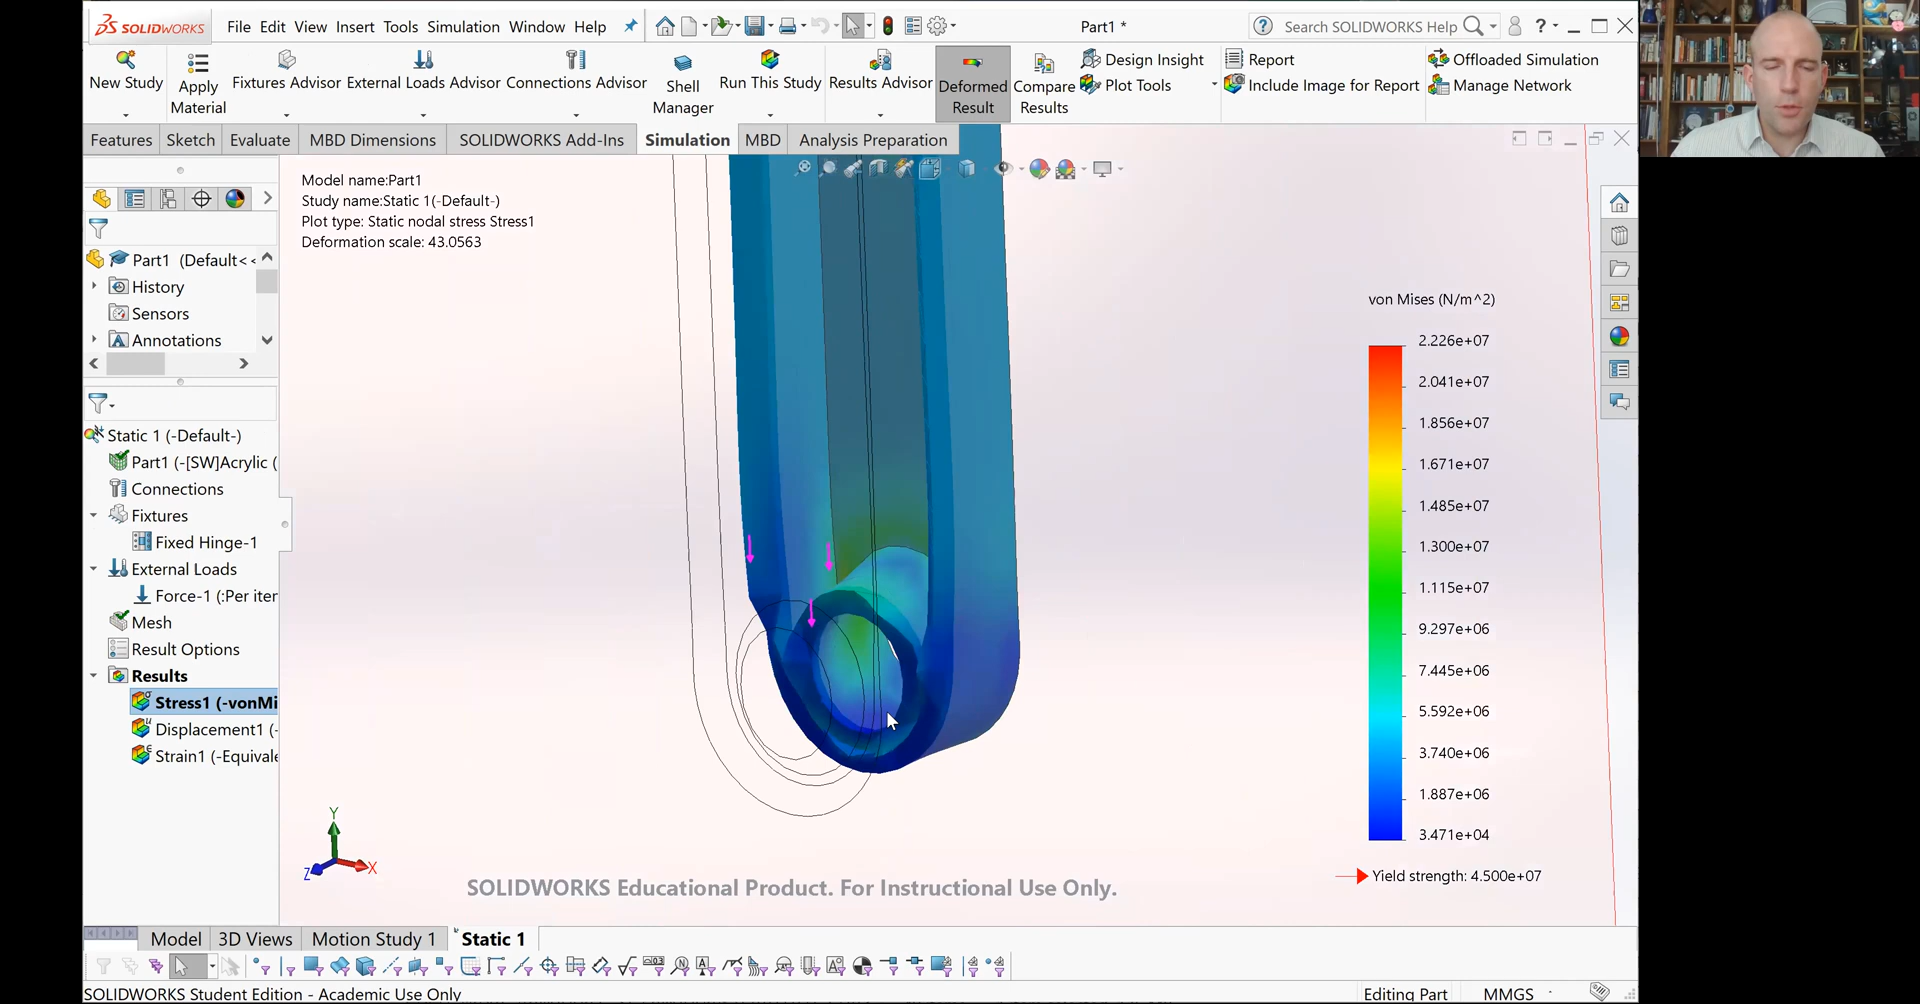 SOLIDWORKS File Edit View Insert Tools Simulation Window Help Part1 * Search SOLIDWORKS Help ?
New Study
Apply
Material
Fixtures Advisor
External Loads Advisor
Connections Advisor
Shell
Manager
Run This Study
Results Advisor
Deformed
Result
Compare
Results
Design Insight
Plot Tools
Report
Include Image for Report
Offloaded Simulation
Manage Network
Features Sketch Evaluate MBD Dimensions SOLIDWORKS Add-Ins Simulation MBD Analysis Preparation
Model name:Part1
Study name:Static 1(-Default-)
Plot type: Static nodal stress Stress1
Deformation scale: 43.0563
Part1 (Default<<
History
Sensors
Annotations
Static 1 (-Default-)
Part1 (-[SW]Acrylic (
Connections
Fixtures
Fixed Hinge-1
External Loads
Force-1 (:Per iter
Mesh
Result Options
Results
Stress1 (-vonMi
Displacement1 (-
Strain1 (-Equivale
von Mises (N/m^2)
2.226e+07
2.041e+07
1.856e+07
1.671e+07
1.485e+07
1.300e+07
1.115e+07
9.297e+06
7.445e+06
5.592e+06
3.740e+06
1.887e+06
3.471e+04
Yield strength: 4.500e+07
Y
Z
X
SOLIDWORKS Educational Product. For Instructional Use Only.
Model 3D Views Motion Study 1 Static 1
SOLIDWORKS Student Edition - Academic Use Only Editing Part MMGS